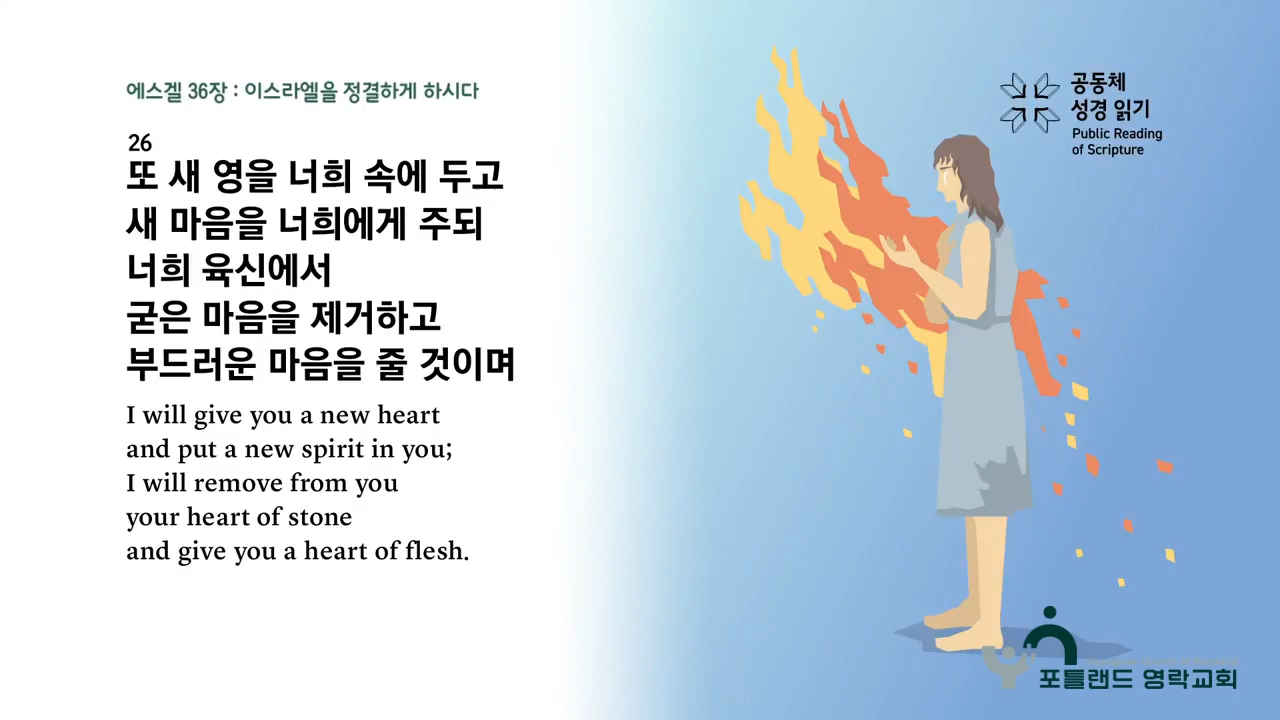 에스겔 36장 : 이스라엘을 정결하게 하시다
26
또 새 영을 너희 속에 두고
새 마음을 너희에게 주되
너희 육신에서
굳은 마음을 제거하고
부드러운 마음을 줄 것이며
I will give you a new heart
and put a new spirit in you;
I will remove from you
your heart of stone
and give you a heart of flesh.
공동체
성경 읽기
Public Reading
of Scripture
포틀랜드 영락교회